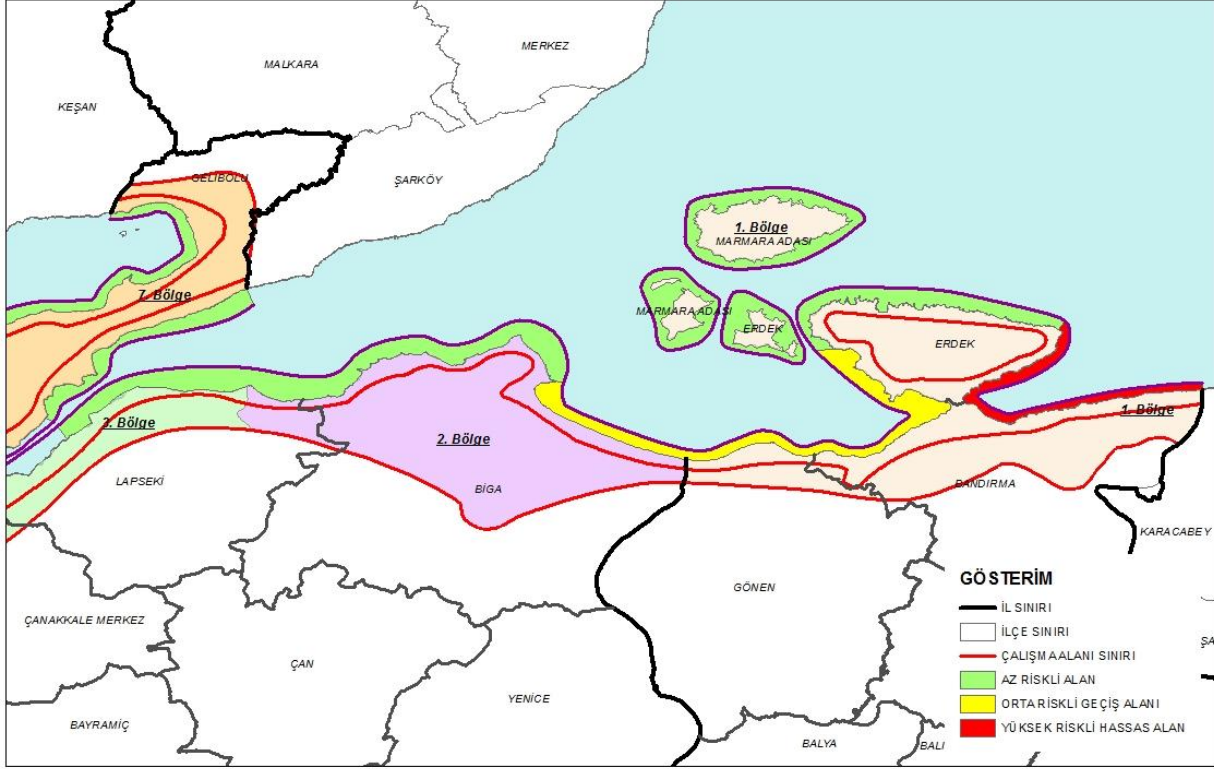 MERKEZ
MALKARA
KEŞAN
GELİBOLU
ŞARKÖY
1. Bölge
MARMARA ADASI
7. Bölge
MARMARA ADASI
ERDEK
ERDEK
3. Bölge
2. Bölge
1. Bölge
LAPSEKİ
BİGA
BANDIRMA
KARACABEY
GÖNEN
ÇANAKKALE MERKEZ
ÇAN
YENİCE
BAYRAMİÇ
BALYA
BALI
ŞA
GÖSTERİM
İL SINIRI
İLÇE SINIRI
ÇALIŞMA ALANI SINIRI
AZ RİSKLİ ALAN
ORTA RİSKLİ GEÇİŞ ALANI
YÜKSEK RİSKLİ HASSAS ALAN